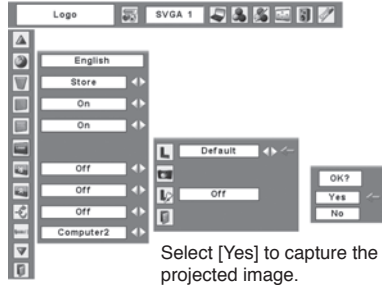 Logo
SVGA 1
English
Store
On
On
Off
Off
Off
Computer2
Default
Off
OK?
Yes
No
Select [Yes] to capture the
projected image.